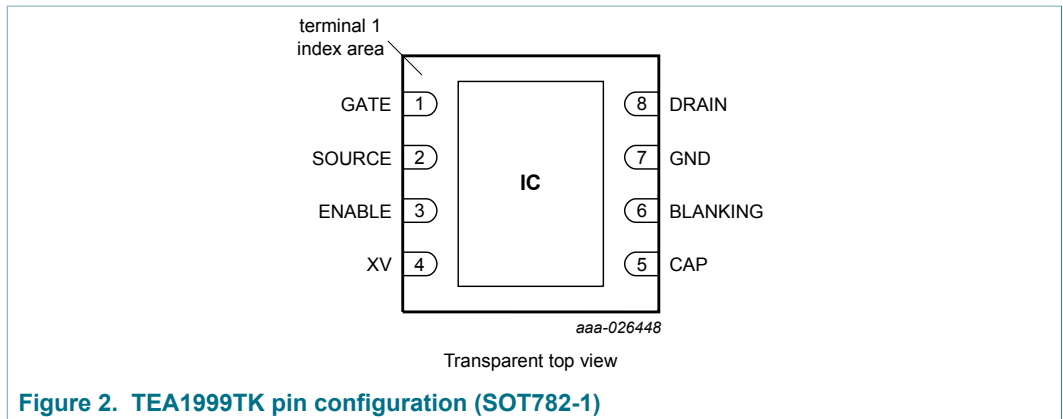 terminal 1
index area
GATE 1
8 DRAIN
SOURCE 2
7 GND
IC
ENABLE 3
6 BLANKING
XV 4
5 CAP
aaa-026448
Transparent top view
Figure 2. TEA1999TK pin configuration (SOT782-1)